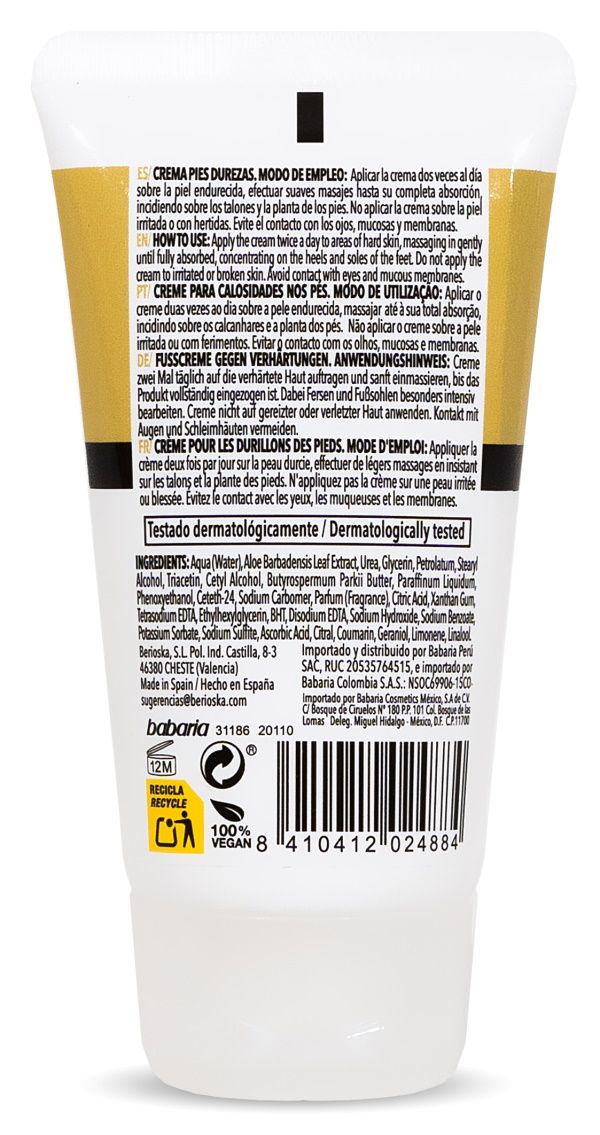 ES/ CREMA PIES DUREZAS. MODO DE EMPLEO: Aplicar la crema dos veces al día
sobre la piel endurecida, efectuar suaves masajes hasta su completa absorción,
incidiendo sobre los talones y la planta de los pies. No aplicar la crema sobre la piel
irritada o con hertidas. Evite el contacto con los ojos, mucosas y membranas.
EN/ HOW TO USE: Apply the cream twice a day to areas of hard skin, massaging in gently
until fully absorbed, concentrating on the heels and soles of the feet. Do not apply the
cream to irritated or broken skin. Avoid contact with eyes and mucous membranes.
PT/ CREME PARA CALOSIDADES NOS PÉS. MODO DE UTILIZAÇÃO: Aplicar o
creme duas vezes ao dia sobre a pele endurecida, massajar até à sua total absorção,
incidindo sobre os calcanhares e a planta dos pés. Não aplicar o creme sobre a pele
irritada ou com ferimentos. Evitar o contacto com os olhos, mucosas e membranas.
DE/ FUSSCREME GEGEN VERHÄRTUNGEN. ANWENDUNGSHINWEIS: Creme
zwei Mal täglich auf die verhärtete Haut auftragen und sanft einmassieren, bis das
Produkt vollständig eingezogen ist. Dabei Fersen und Fußsohlen besonders intensiv
bearbeiten. Creme nicht auf gereizter oder verletzter Haut anwenden. Kontakt mit
Augen und Schleimhäuten vermeiden.
FR/ CRÈME POUR LES DURILLONS DES PIEDS. MODE D'EMPLOI: Appliquer la
crème deux fois par jour sur la peau durcie, effectuer de légers massages en insistant
sur les talons et la plante des pieds. N'appliquez pas la crème sur une peau irritée
ou blessée. Evitez le contact avec les yeux, les muqueuses et les membranes.
Testado dermatológicamente / Dermatologically tested
INGREDIENTS: Aqua (Water), Aloe Barbadensis Leaf Extract, Urea, Glycerin, Petrolatum, Stearyl
Alcohol, Triacetin, Cetyl Alcohol, Butyrospermum Parkii Butter, Paraffinum Liquidum,
Phenoxyethanol, Ceteth-24, Sodium Carbomer, Parfum (Fragrance), Citric Acid, Xanthan Gum,
Tetrasodium EDTA, Ethylhexylglycerin, BHT, Disodium EDTA, Sodium Hydroxide, Sodium Benzoate,
Potassium Sorbate, Sodium Sulfite, Ascorbic Acid, Citral, Coumarin, Geraniol, Limonene, Linalool.
Berioska, S.L. Pol. Ind. Castilla, 8-3
46380 CHESTE (Valencia)
Made in Spain / Hecho en España
sugerencias@berioska.com
Importado y distribuido por Babaria Perú
SAC, RUC 20535764515, e importado por
Babaria Colombia S.A.S.: NSOC69906-15CO
Importado por Babaria Cosmetics México, S.A de C.V.
C/ Bosque de Ciruelos N° 180 P.P. 101 Col. Bosque de las
Lomas Deleg. Miguel Hidalgo - México, D.F. C.P.11700
babaria 31186 20110
12M
®
RECICLA
RECYCLE
100%
VEGAN
8 410412 024884